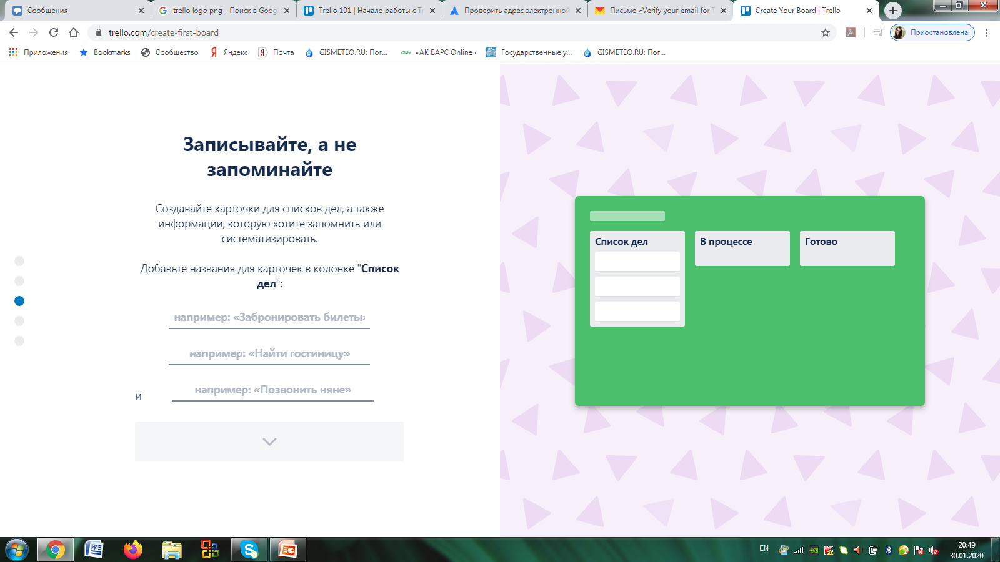 Сообщения
trello logo png - Поиск в Goog
Trello 101 | Начало работы с Tr
Проверить адрес электронной
Письмо «Verify your email for T
Create Your Board | Trello
trello.com/create-first-board
Приостановлена
Приложения
Bookmarks
Сообщество
Яндекс
Почта
GISMETEO.RU: Пог...
«АК БАРС Online»
Государственные у...
GISMETEO.RU: Пог...
Записывайте, а не
запоминайте
Создавайте карточки для списков дел, а также
информации, которую хотите запомнить или
систематизировать.
Добавьте названия для карточек в колонке "Список
дел":
например: «Забронировать билеты»
например: «Найти гостиницу»
и
например: «Позвонить няне»
Список дел
В процессе
Готово
EN
20:49
30.01.2020